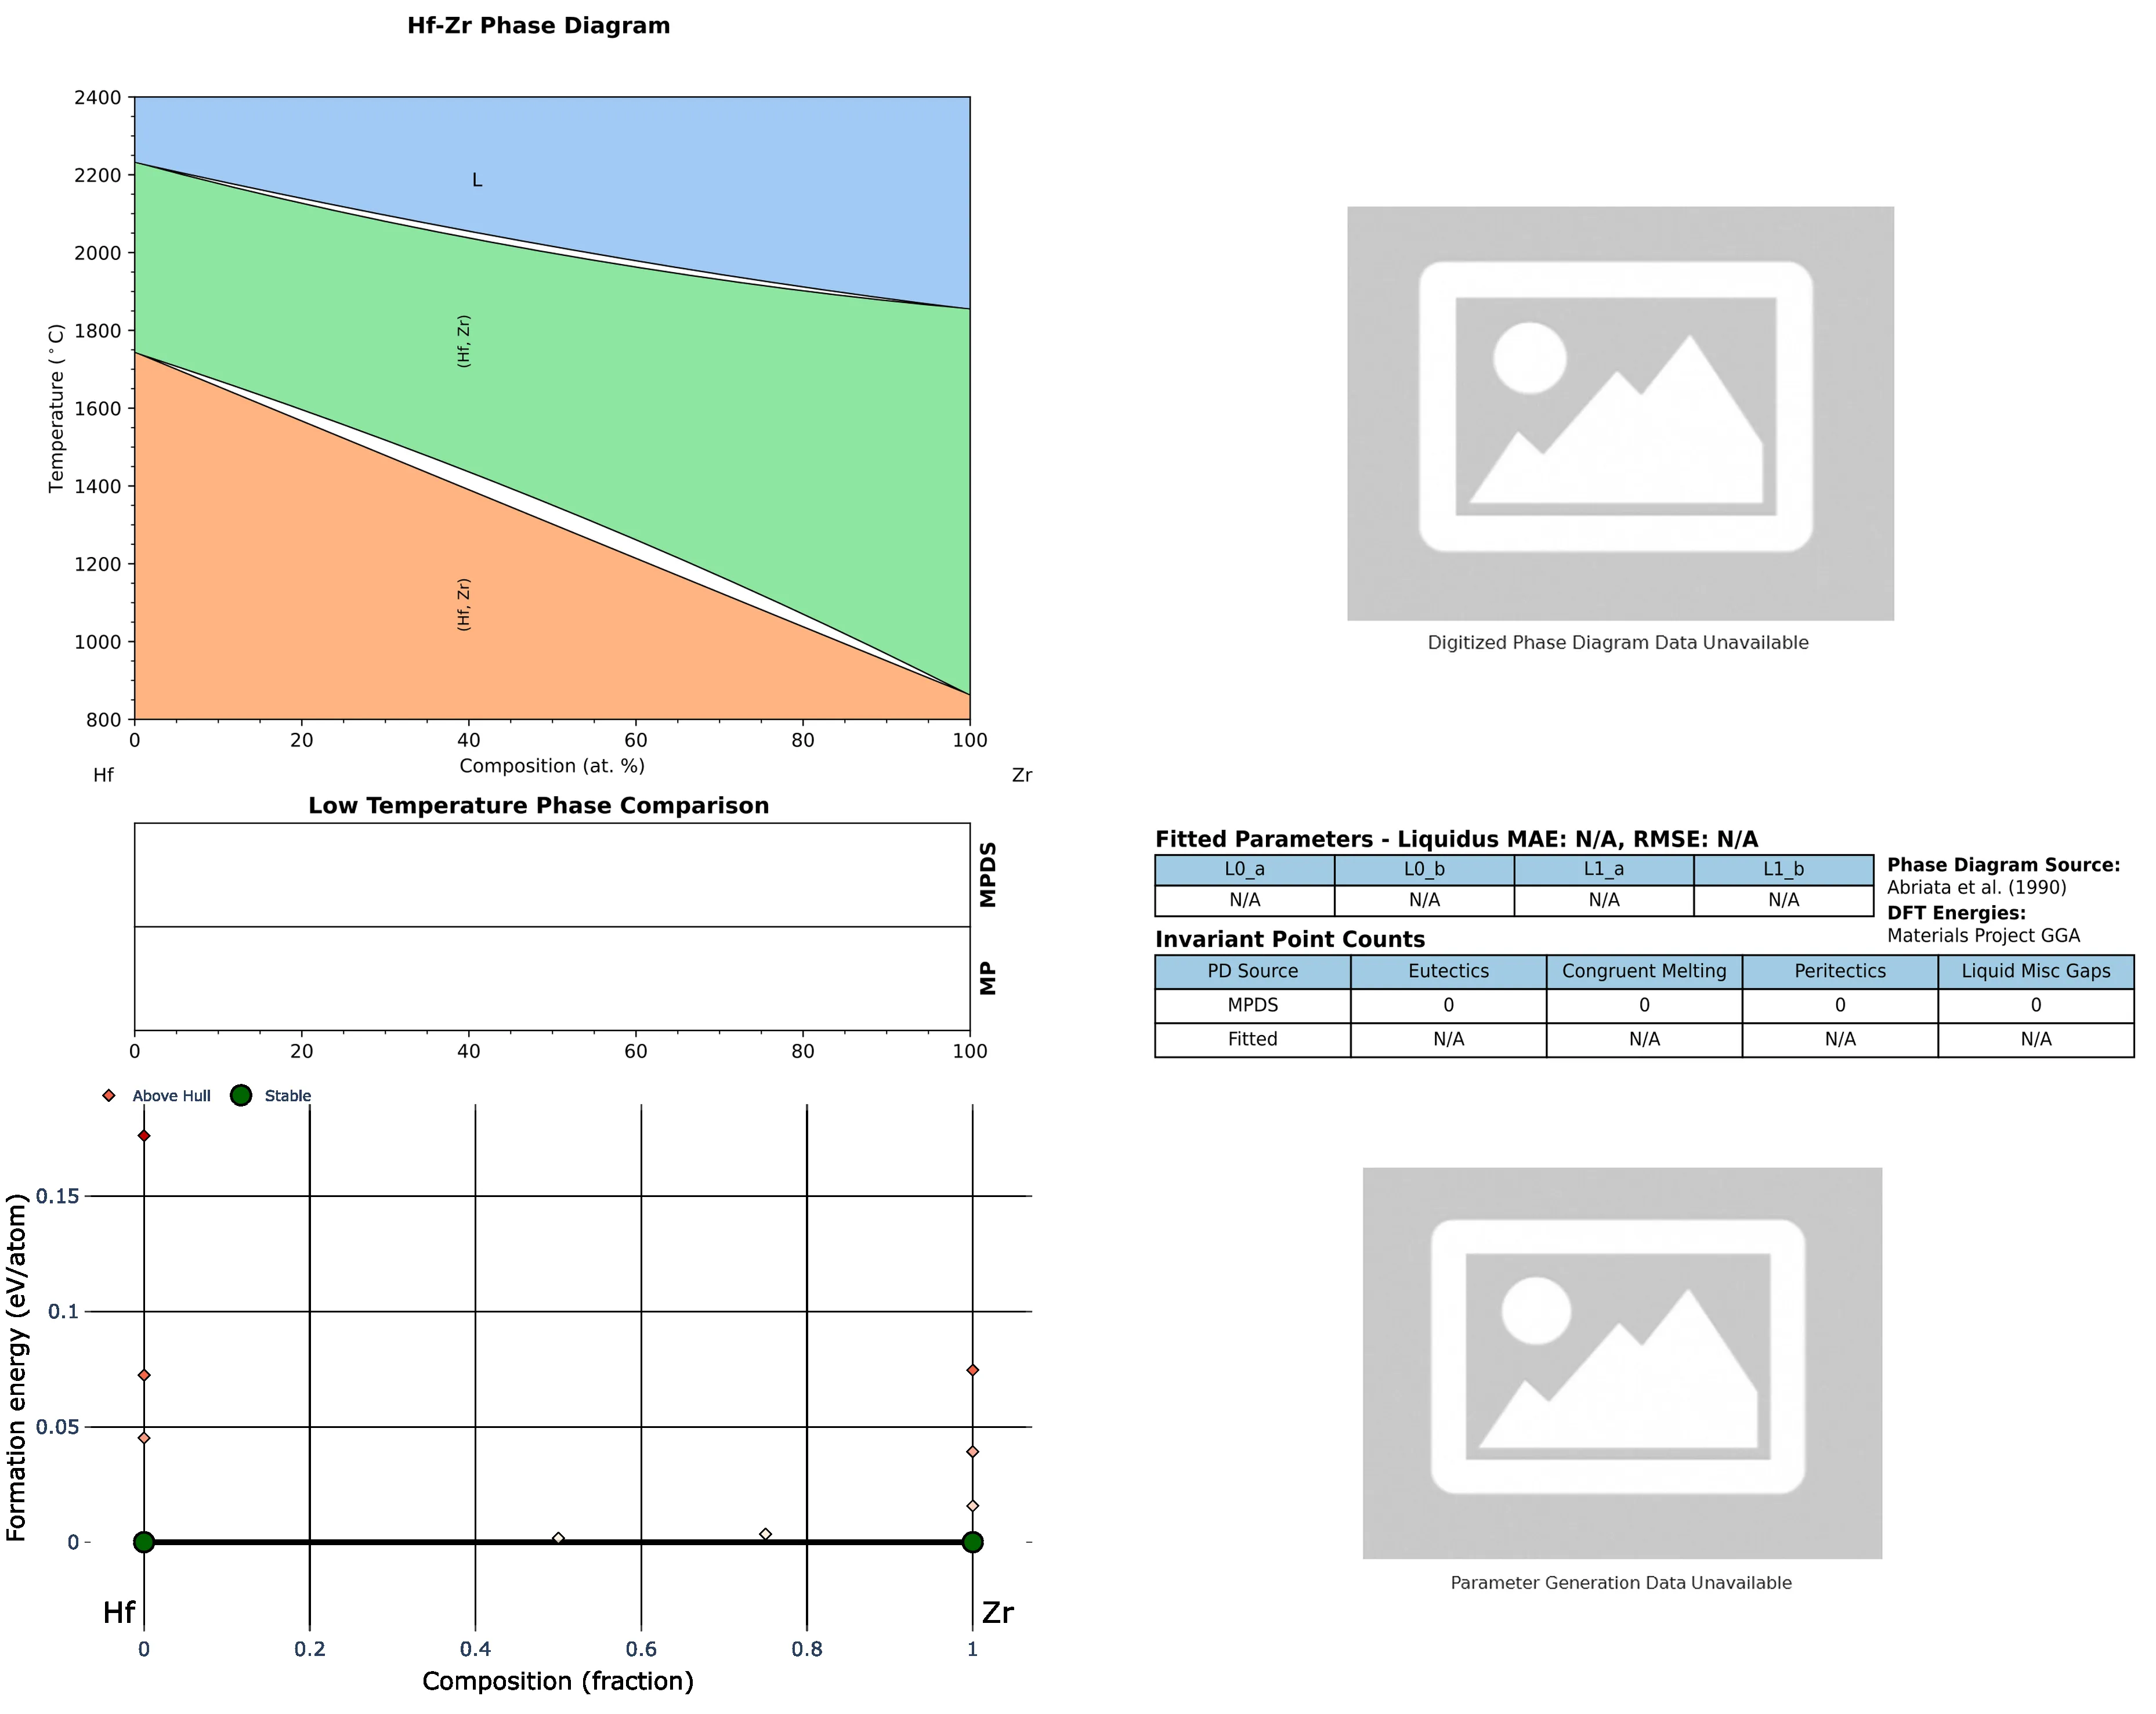 Hf-Zr Phase Diagram
2400
2200
2000
1800
1600
1400
1200
1000
800
Temperature (°C)
L
(Hf, Zr)
(Hf, Zr)
0 20 40 60 80 100
Hf Composition (at. %) Zr
Digitized Phase Diagram Data Unavailable
Low Temperature Phase Comparison
MPDS
MP
0 20 40 60 80 100
Fitted Parameters - Liquidus MAE: N/A, RMSE: N/A
L0_a L0_b L1_a L1_b
N/A N/A N/A N/A
Phase Diagram Source:
Abriata et al. (1990)
DFT Energies:
Materials Project GGA
Invariant Point Counts
PD Source Eutectics Congruent Melting Peritectics Liquid Misc Gaps
MPDS 0 0 0 0
Fitted N/A N/A N/A N/A
Above Hull Stable
0.15
0.1
0.05
0
Formation energy (eV/atom)
Hf Zr
0 0.2 0.4 0.6 0.8 1
Composition (fraction)
Parameter Generation Data Unavailable